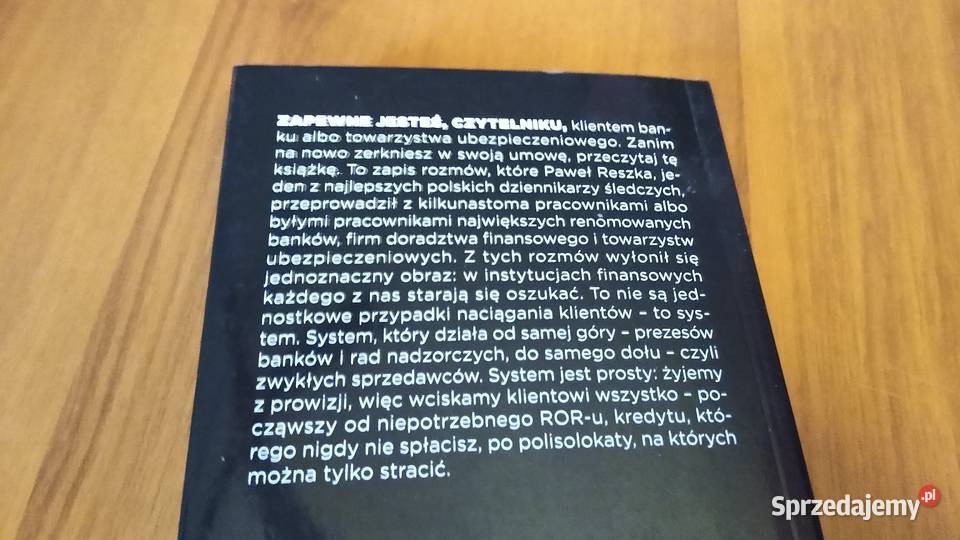 ZAPEWNE JESTEŚ, CZYTELNIKU, klientem ban-
ku albo towarzystwa ubezpieczeniowego. Zanim
na nowo zerkniesz w swoją umowę, przeczytaj tę
książkę. To zapis rozmów, które Paweł Reszka, je-
den z najlepszych polskich dziennikarzy śledczych,
przeprowadził z kilkunastoma pracownikami albo
byłymi pracownikami największych renomowanych
banków, firm doradztwa finansowego i towarzystw
ubezpieczeniowych. Z tych rozmów wyłonił się
jednoznaczny obraz: w instytucjach finansowych
każdego z nas starają się oszukać. To nie są jed-
nostkowe przypadki naciągania klientów – to sys-
tem. System, który działa od samej góry – prezesów
banków i rad nadzorczych, do samego dołu – czyli
zwykłych sprzedawców. System jest prosty: żyjemy
z prowizji, więc wciskamy klientowi wszystko – po-
cząwszy od niepotrzebnego ROR-u, kredytu, któ-
rego nigdy nie spłacisz, po polisolokaty, na których
można tylko stracić.
Sprzedajemy.pl